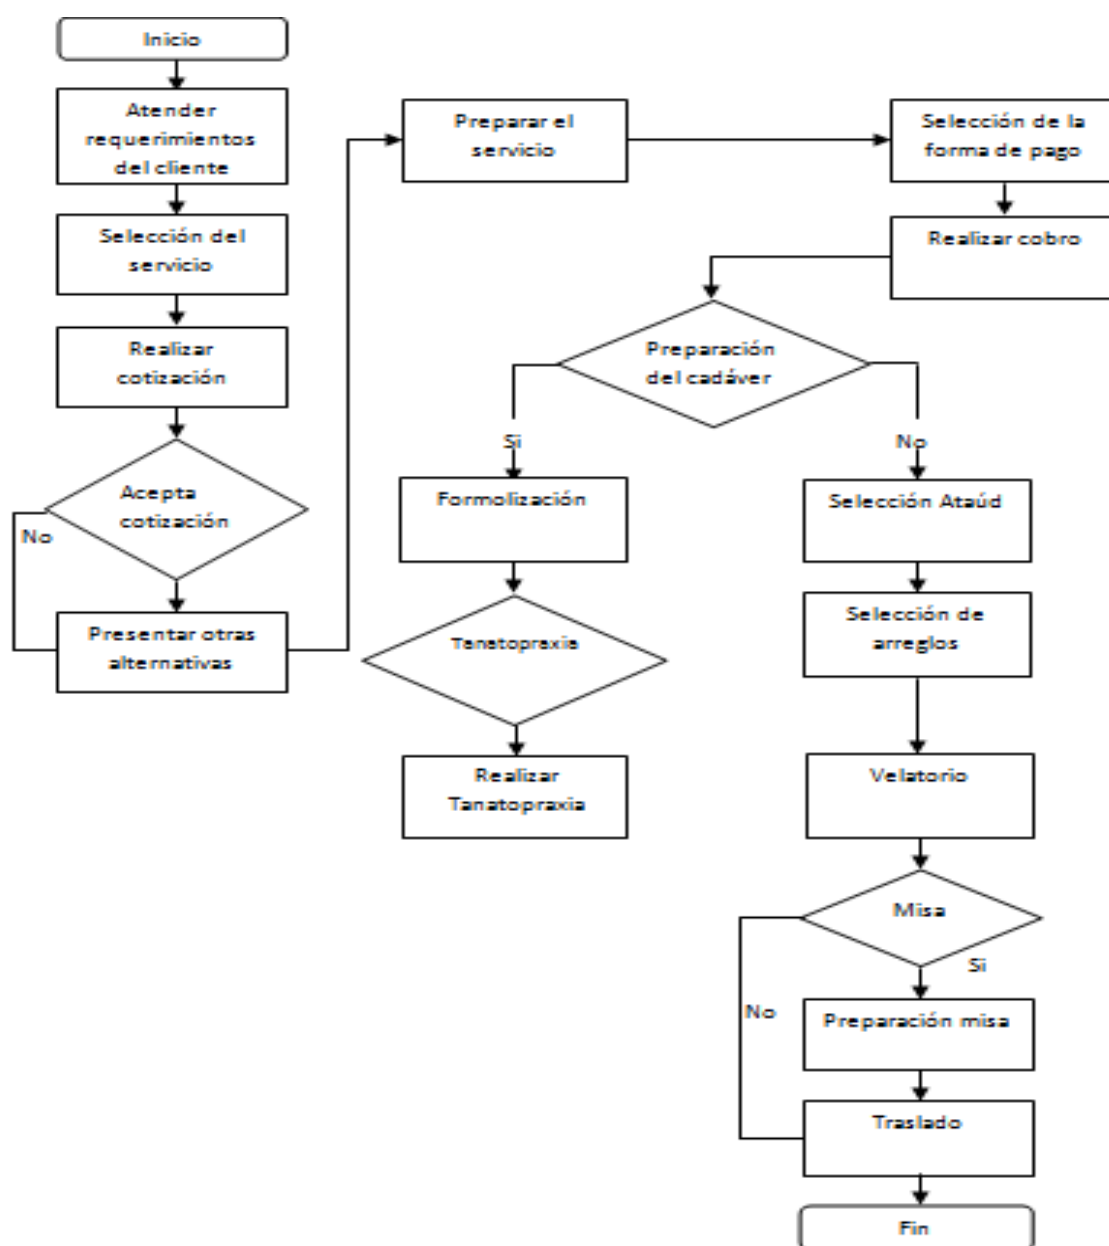 Inicio
Atender
requerimientos
del cliente
Selección del
servicio
Realizar
cotización
Acepta
cotización
No
Presentar otras
alternativas
Preparar el
servicio
Selección de la
forma de pago
Realizar cobro
Preparación
del cadáver
Si
No
Formolización
Tanatopraxia
Realizar
Tanatopraxia
Selección Ataúd
Selección de
arreglos
Velatorio
Misa
Si
No
Preparación misa
Traslado
Fin